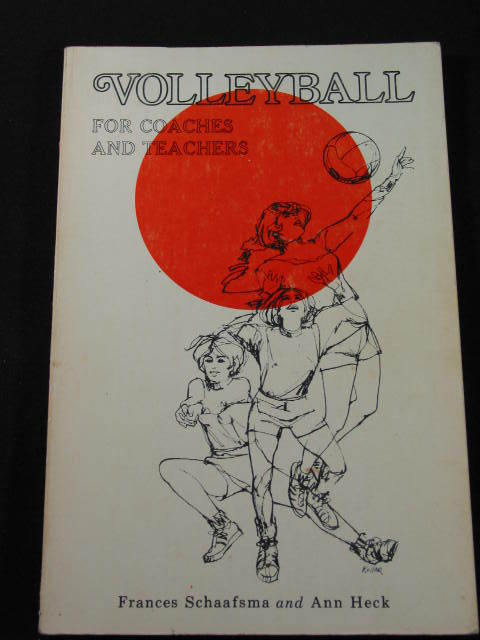 VOLLEYBALL
FOR COACHES
AND TEACHERS
Frances Schaafsma and Ann Heck